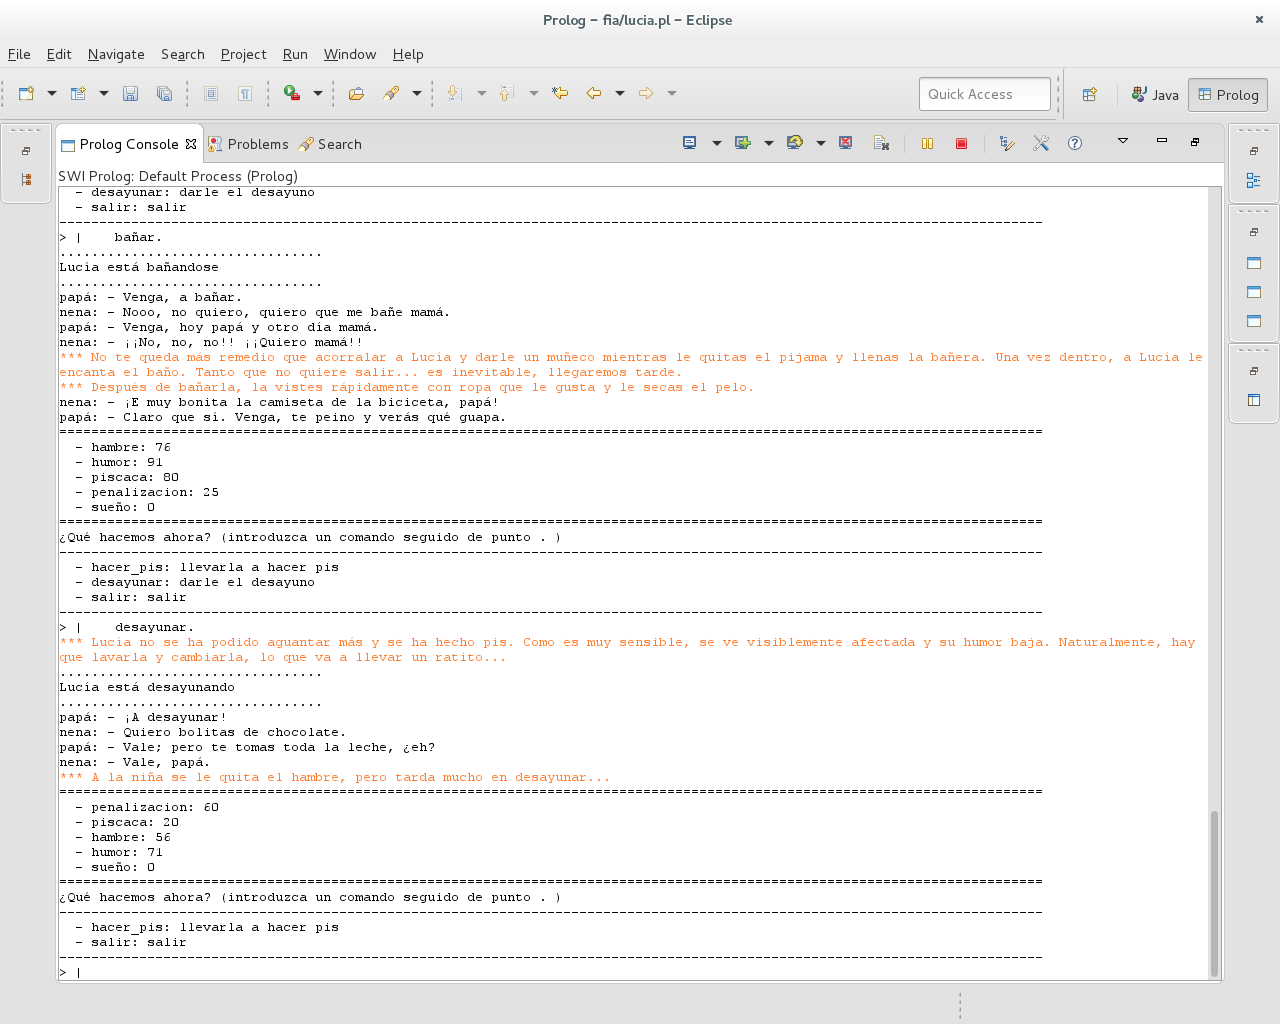 Prolog – fia/lucia.pl – Eclipse
File Edit Navigate Search Project Run Window Help
Quick Access
Java
Prolog
Prolog Console
Problems
Search
SWI Prolog: Default Process (Prolog)
- desayunar: darle el desayuno
- salir: salir
---------------------------------------------------------------------------------------------------------------------------
> |    bañar.
.................................
Lucía está bañandose
.................................
papá: - Venga, a bañar.
nena: - Nooo, no quiero, quiero que me bañe mamá.
papá: - Venga, hoy papá y otro día mamá.
nena: - ¡¡No, no, no!! ¡¡Quiero mamá!!
*** No te queda más remedio que acorralar a Lucía y darle un muñeco mientras le quitas el pijama y llenas la bañera. Una vez dentro, a Lucía le
encanta el baño. Tanto que no quiere salir... es inevitable, llegaremos tarde.
*** Después de bañarla, la vistes rápidamente con ropa que le gusta y le secas el pelo.
nena: - ¡E muy bonita la camiseta de la biciceta, papá!
papá: - Claro que sí. Venga, te peino y verás qué guapa.
===========================================================================================================================
- hambre: 76
- humor: 91
- piscaca: 80
- penalizacion: 25
- sueño: 0
===========================================================================================================================
¿Qué hacemos ahora? (introduzca un comando seguido de punto . )
---------------------------------------------------------------------------------------------------------------------------
- hacer_pis: llevarla a hacer pis
- desayunar: darle el desayuno
- salir: salir
---------------------------------------------------------------------------------------------------------------------------
> |    desayunar.
*** Lucía no se ha podido aguantar más y se ha hecho pis. Como es muy sensible, se ve visiblemente afectada y su humor baja. Naturalmente, hay
que lavarla y cambiarla, lo que va a llevar un ratito...
.................................
Lucía está desayunando
.................................
papá: - ¡A desayunar!
nena: - Quiero bolitas de chocolate.
papá: - Vale; pero te tomas toda la leche, ¿eh?
nena: - Vale, papá.
*** A la niña se le quita el hambre, pero tarda mucho en desayunar...
===========================================================================================================================
- penalizacion: 60
- piscaca: 20
- hambre: 56
- humor: 71
- sueño: 0
===========================================================================================================================
¿Qué hacemos ahora? (introduzca un comando seguido de punto . )
---------------------------------------------------------------------------------------------------------------------------
- hacer_pis: llevarla a hacer pis
- salir: salir
---------------------------------------------------------------------------------------------------------------------------
> |